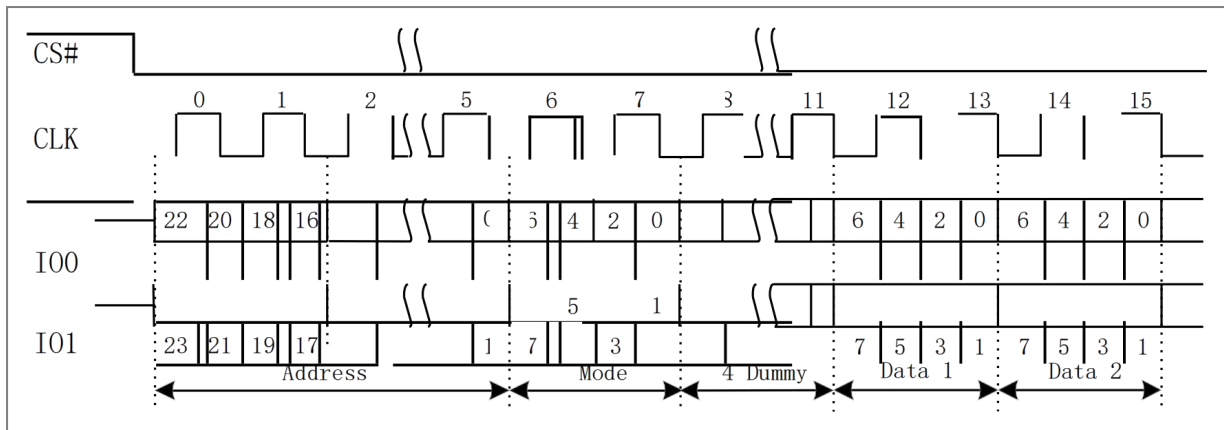 CS#
0 1 2 5 6 7 8 11 12 13 14 15
CLK
22 20 18 16 0 6 4 2 0 6 4 2 0 6 4 2 0
IO0
5 1
IO1
23 21 19 17 1 7 3 7 5 3 1 7 5 3 1
Address Mode 4 Dummy Data 1 Data 2